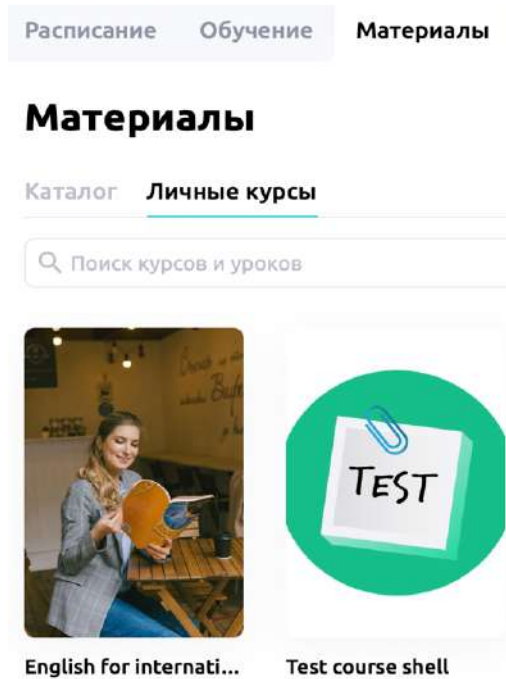 Расписание Обучение Материалы
Материалы
Каталог Личные курсы
Поиск курсов и уроков
TEST
English for internati...
Test course shell